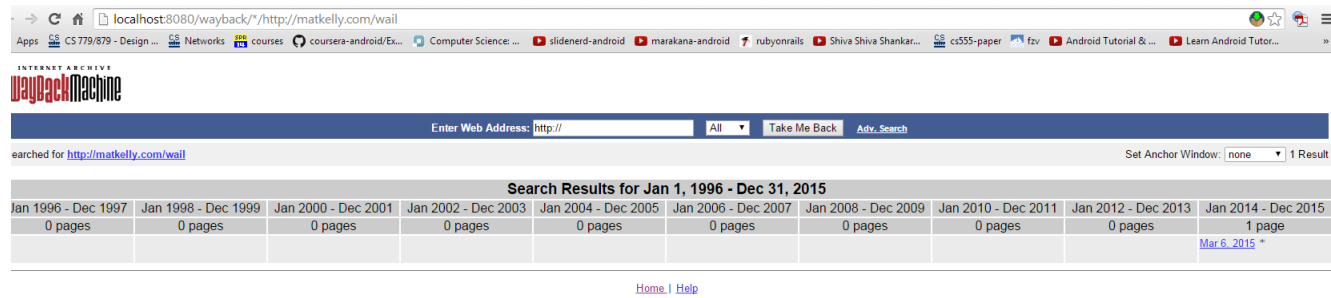 localhost:8080/wayback/*/http://matkelly.com/wail
Apps CS 779/879 - Design ... Networks courses coursera-android/Ex... Computer Science: ... slidenerd-android marakana-android rubyonrails Shiva Shiva Shankar... cs555-paper fzv Android Tutorial & ... Learn Android Tutor... »
INTERNET ARCHIVE
WayBackMachine
Enter Web Address: http:// All Take Me Back Adv. Search
earched for http://matkelly.com/wail Set Anchor Window: none 1 Result
Search Results for Jan 1, 1996 - Dec 31, 2015
Jan 1996 - Dec 1997 Jan 1998 - Dec 1999 Jan 2000 - Dec 2001 Jan 2002 - Dec 2003 Jan 2004 - Dec 2005 Jan 2006 - Dec 2007 Jan 2008 - Dec 2009 Jan 2010 - Dec 2011 Jan 2012 - Dec 2013 Jan 2014 - Dec 2015
0 pages 0 pages 0 pages 0 pages 0 pages 0 pages 0 pages 0 pages 0 pages 1 page
Mar 6, 2015 *
Home | Help